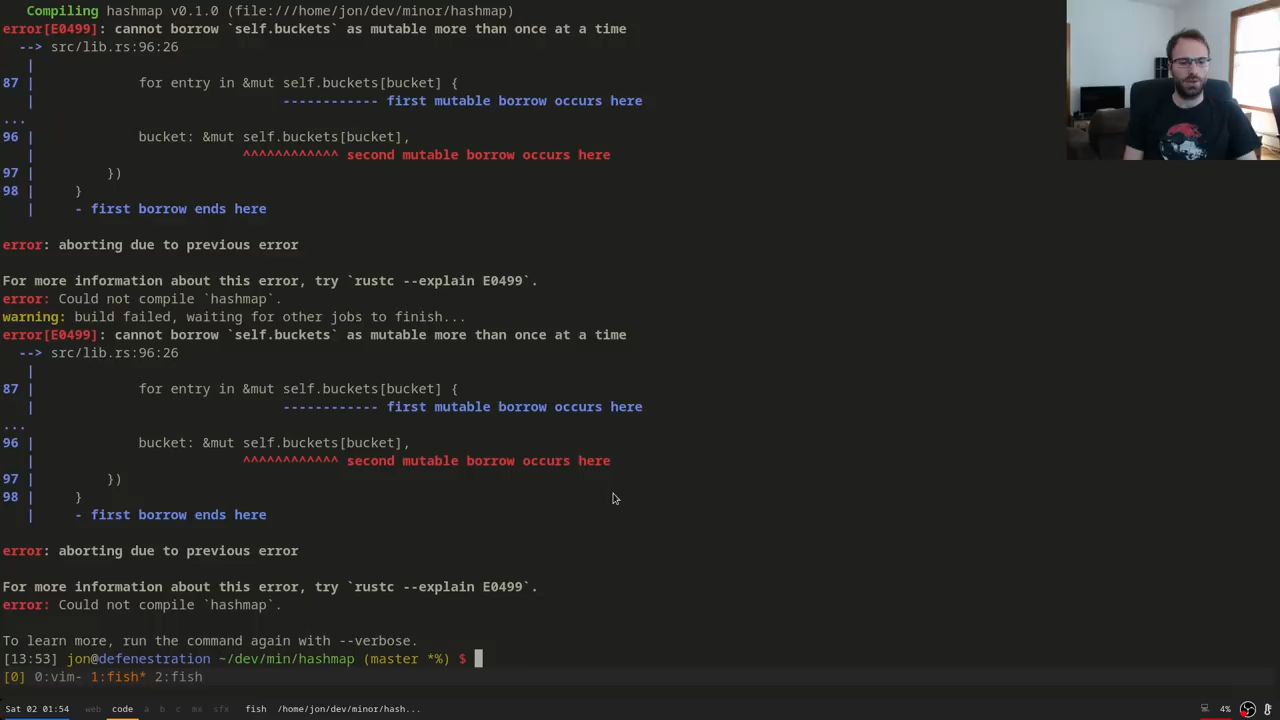 Compiling hashmap v0.1.0 (file:///home/jon/dev/minor/hashmap)
error[E0499]: cannot borrow `self.buckets` as mutable more than once at a time
  --> src/lib.rs:96:26
   |
87 |             for entry in &mut self.buckets[bucket] {
   |                               ------------ first mutable borrow occurs here
...
96 |             bucket: &mut self.buckets[bucket],
   |                          ^^^^^^^^^^^^ second mutable borrow occurs here
97 |         })
98 |     }
   |     - first borrow ends here

error: aborting due to previous error

For more information about this error, try `rustc --explain E0499`.
error: Could not compile `hashmap`.
warning: build failed, waiting for other jobs to finish...
error[E0499]: cannot borrow `self.buckets` as mutable more than once at a time
  --> src/lib.rs:96:26
   |
87 |             for entry in &mut self.buckets[bucket] {
   |                               ------------ first mutable borrow occurs here
...
96 |             bucket: &mut self.buckets[bucket],
   |                          ^^^^^^^^^^^^ second mutable borrow occurs here
97 |         })
98 |     }
   |     - first borrow ends here

error: aborting due to previous error

For more information about this error, try `rustc --explain E0499`.
error: Could not compile `hashmap`.

To learn more, run the command again with --verbose.
[13:53] jon@defenestration ~/dev/min/hashmap (master *%) $
[0] 0:vim- 1:fish* 2:fish
Sat 02 01:54 web code a b c mx sfx fish /home/jon/dev/minor/hash... 4%